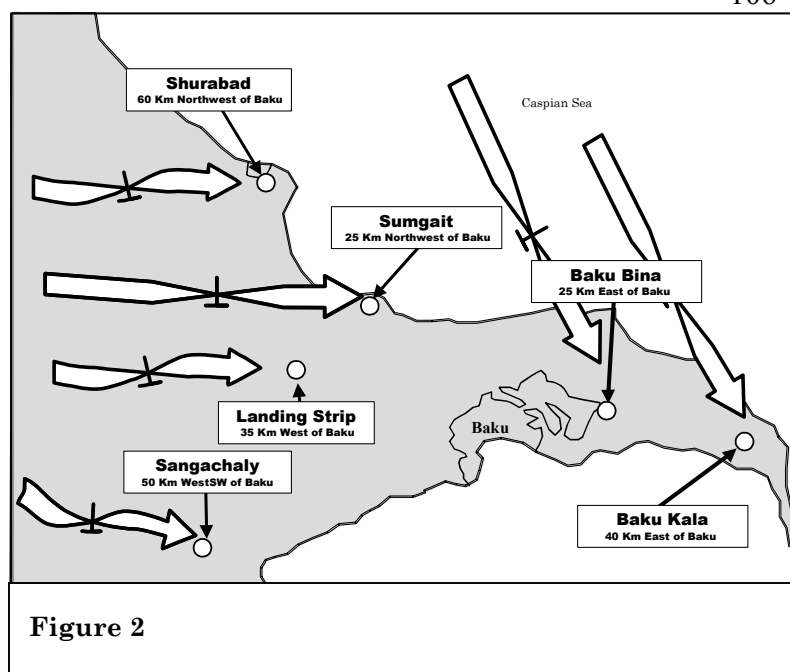 Shurabad
60 Km Northwest of Baku
Caspian Sea
Sumgait
25 Km Northwest of Baku
Baku Bina
25 Km East of Baku
Landing Strip
35 Km West of Baku
Baku
Sangachaly
50 Km WestSW of Baku
Baku Kala
40 Km East of Baku
Figure 2